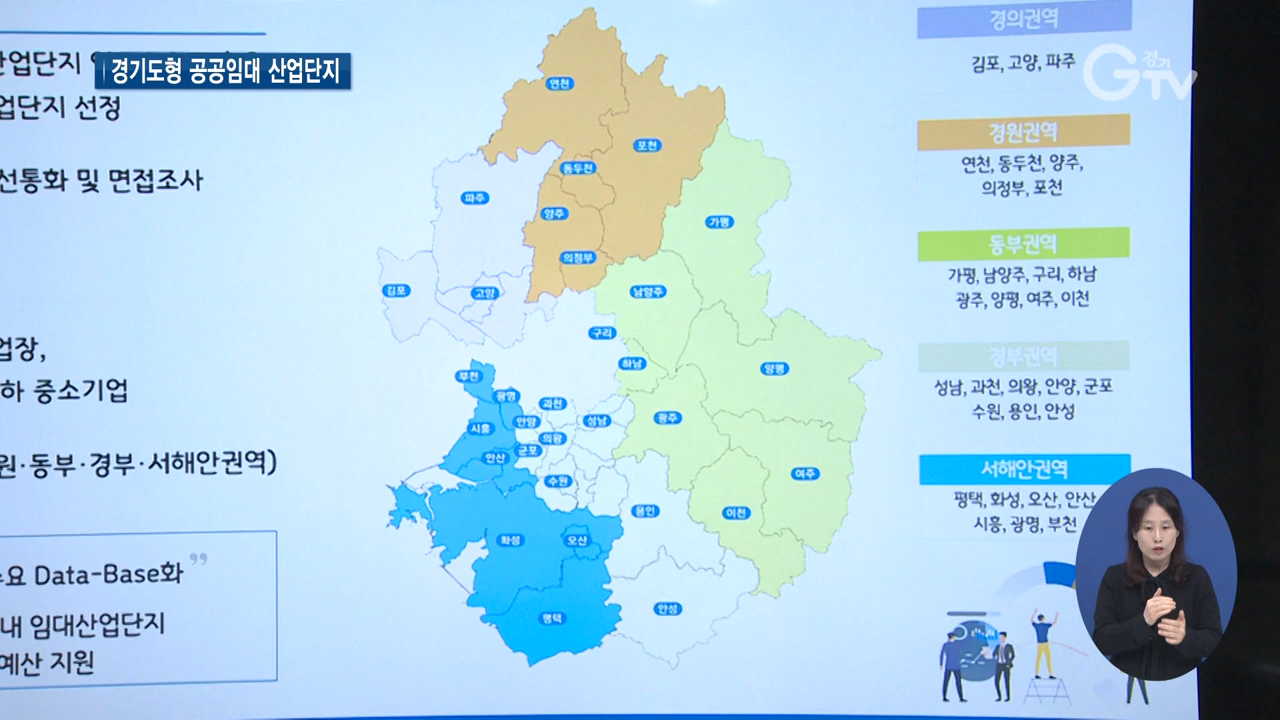 경기도형 공공임대 산업단지
업단지 선정
선통화 및 면접조사
업장,
하 중소기업
원·동부·경부·서해안권역)
요 Data-Base화”
내 임대산업단지
예산 지원
연천
포천
동두천
파주
양주
가평
의정부
김포
고양
남양주
구리
하남
양평
부천
광명
과천
안양
성남
광주
시흥
의왕
군포
안산
수원
여주
용인
이천
화성
오산
안성
평택
경의권역
김포, 고양, 파주
경원권역
연천, 동두천, 양주,
의정부, 포천
동부권역
가평, 남양주, 구리, 하남
광주, 양평, 여주, 이천
경부권역
성남, 과천, 의왕, 안양, 군포
수원, 용인, 안성
서해안권역
평택, 화성, 오산, 안산
시흥, 광명, 부천
경기
GTV